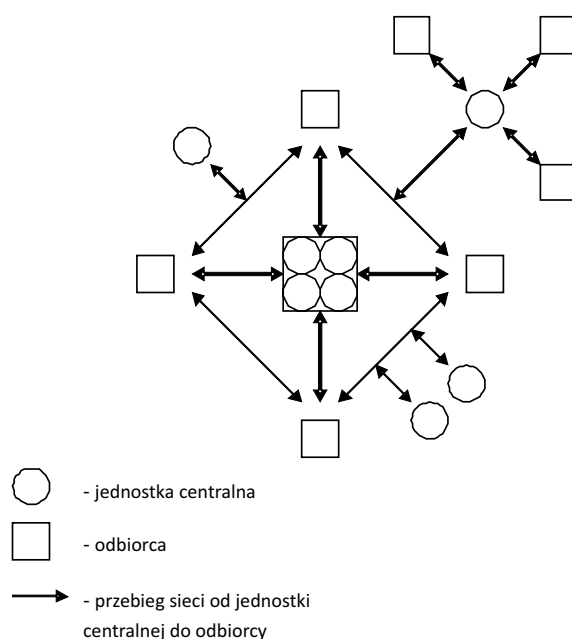 - jednostka centralna
- odbiorca
- przebieg sieci od jednostki
centralnej do odbiorcy